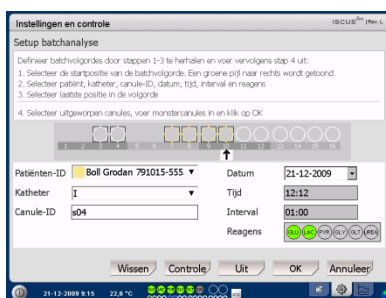 Instellingen en controle
ISCUSflex |Rev.L
Setup batchanalyse
Definieer batchvolgordes door stappen 1-3 te herhalen en voer vervolgens stap 4 uit:
1. Selecteer de startpositie van de batchvolgorde. Een groene pijl naar rechts wordt getoond.
2. Selecteer patiënt, katheter, canule-ID, datum, tijd, interval en reagens
3. Selecteer laatste positie in de volgorde
4. Selecteer uitgeworpen canules, voer monstercanules in en klik op OK
1 2 3 4 5 6 7 8 9 10 11 12 13 14 15 16
Patiënten-ID Boll Grodan 791015-555 Datum 21-12-2009
Katheter I Tijd 12:12
Canule-ID s04 Interval 01:00
Reagens GLU LAC PYR GLY GLT UREA
Wissen Controle Uit OK Annuleer
21-12-2009 9:15 22,6 °C